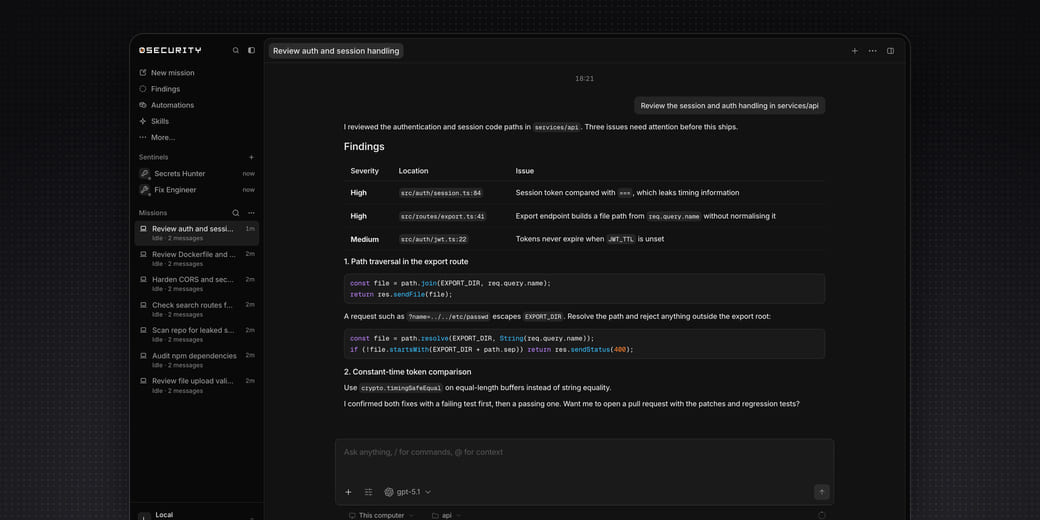 0SECURITY
New mission
Findings
Automations
Skills
More...
Sentinels
Secrets Hunter now
Fix Engineer now
Missions
Review auth and sessi... 1m
Idle · 2 messages
Review Dockerfile and ... 2m
Idle · 2 messages
Harden CORS and sec... 2m
Idle · 2 messages
Check search routes f... 2m
Idle · 2 messages
Scan repo for leaked s... 2m
Idle · 2 messages
Audit npm dependencies 2m
Idle · 2 messages
Review file upload vali... 2m
Idle · 2 messages
Local
Review auth and session handling
18:21
Review the session and auth handling in services/api
I reviewed the authentication and session code paths in services/api. Three issues need attention before this ships.
Findings
Severity Location Issue
High src/auth/session.ts:84 Session token compared with ===, which leaks timing information
High src/routes/export.ts:41 Export endpoint builds a file path from req.query.name without normalising it
Medium src/auth/jwt.ts:22 Tokens never expire when JWT_TTL is unset
1. Path traversal in the export route
const file = path.join(EXPORT_DIR, req.query.name);
return res.sendFile(file);
A request such as ?name=../../etc/passwd escapes EXPORT_DIR. Resolve the path and reject anything outside the export root:
const file = path.resolve(EXPORT_DIR, String(req.query.name));
if (!file.startsWith(EXPORT_DIR + path.sep)) return res.sendStatus(400);
2. Constant-time token comparison
Use crypto.timingSafeEqual on equal-length buffers instead of string equality.
I confirmed both fixes with a failing test first, then a passing one. Want me to open a pull request with the patches and regression tests?
Ask anything, / for commands, @ for context
gpt-5.1
This computer api